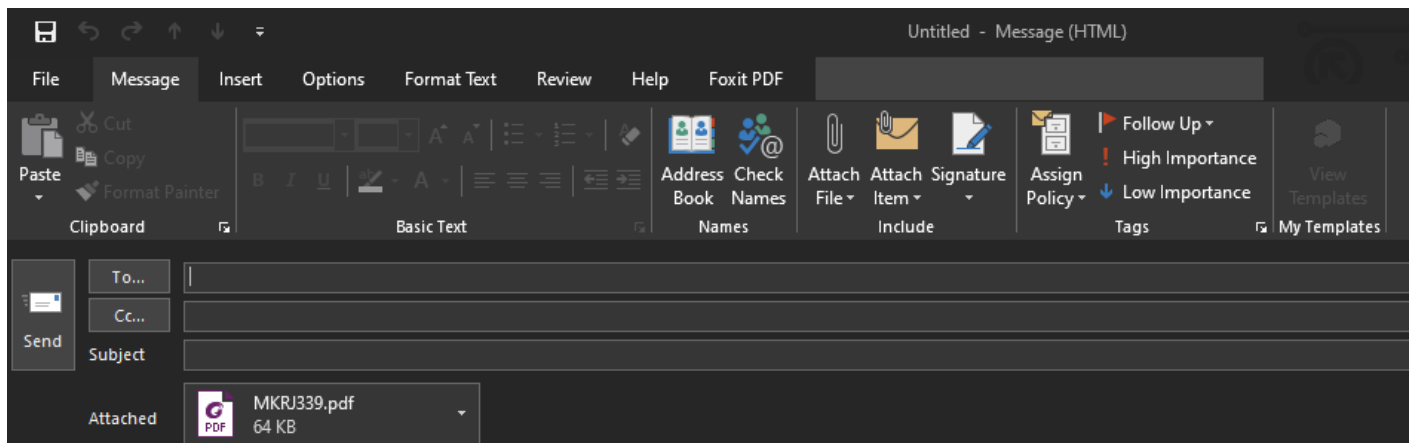 Untitled - Message (HTML)
File Message Insert Options Format Text Review Help Foxit PDF
Paste
Cut
Copy
Format Painter
Clipboard
B I U ab A
A A
Basic Text
Address Book
Check Names
Names
Attach File
Attach Item
Signature
Include
Assign Policy
Follow Up
High Importance
Low Importance
Tags
View Templates
My Templates
Send
To...
Cc...
Subject
Attached
PDF
MKRJ339.pdf
64 KB